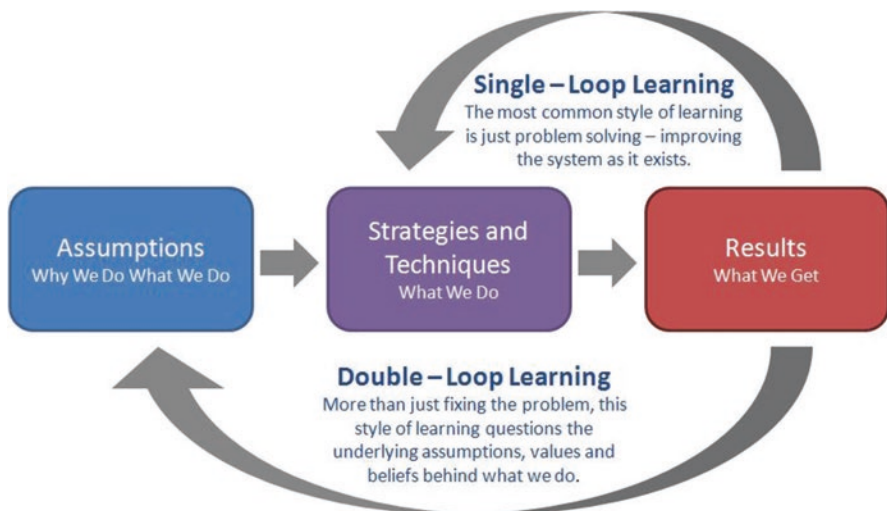 Single – Loop Learning
The most common style of learning
is just problem solving – improving
the system as it exists.
Assumptions
Why We Do What We Do
Strategies and
Techniques
What We Do
Results
What We Get
Double – Loop Learning
More than just fixing the problem, this
style of learning questions the
underlying assumptions, values and
beliefs behind what we do.